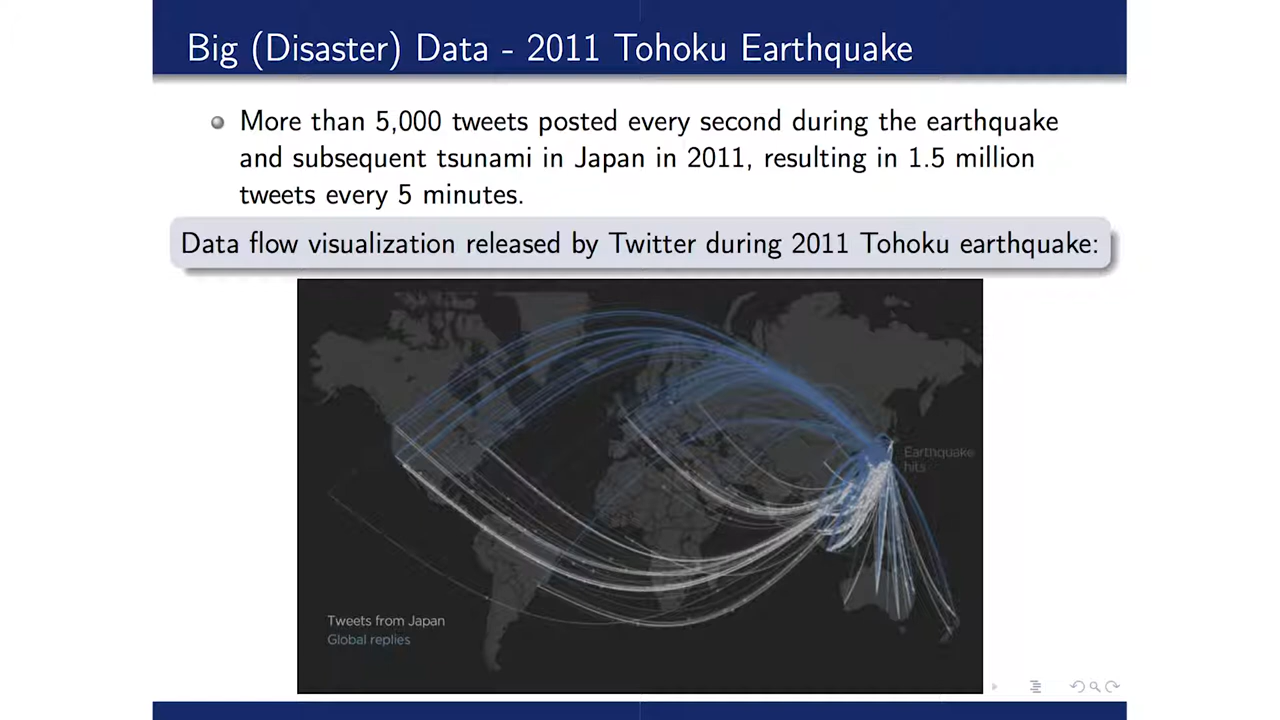 Big (Disaster) Data - 2011 Tohoku Earthquake
More than 5,000 tweets posted every second during the earthquake
and subsequent tsunami in Japan in 2011, resulting in 1.5 million
tweets every 5 minutes.
Data flow visualization released by Twitter during 2011 Tohoku earthquake:
Earthquake
hits
Tweets from Japan
Global replies